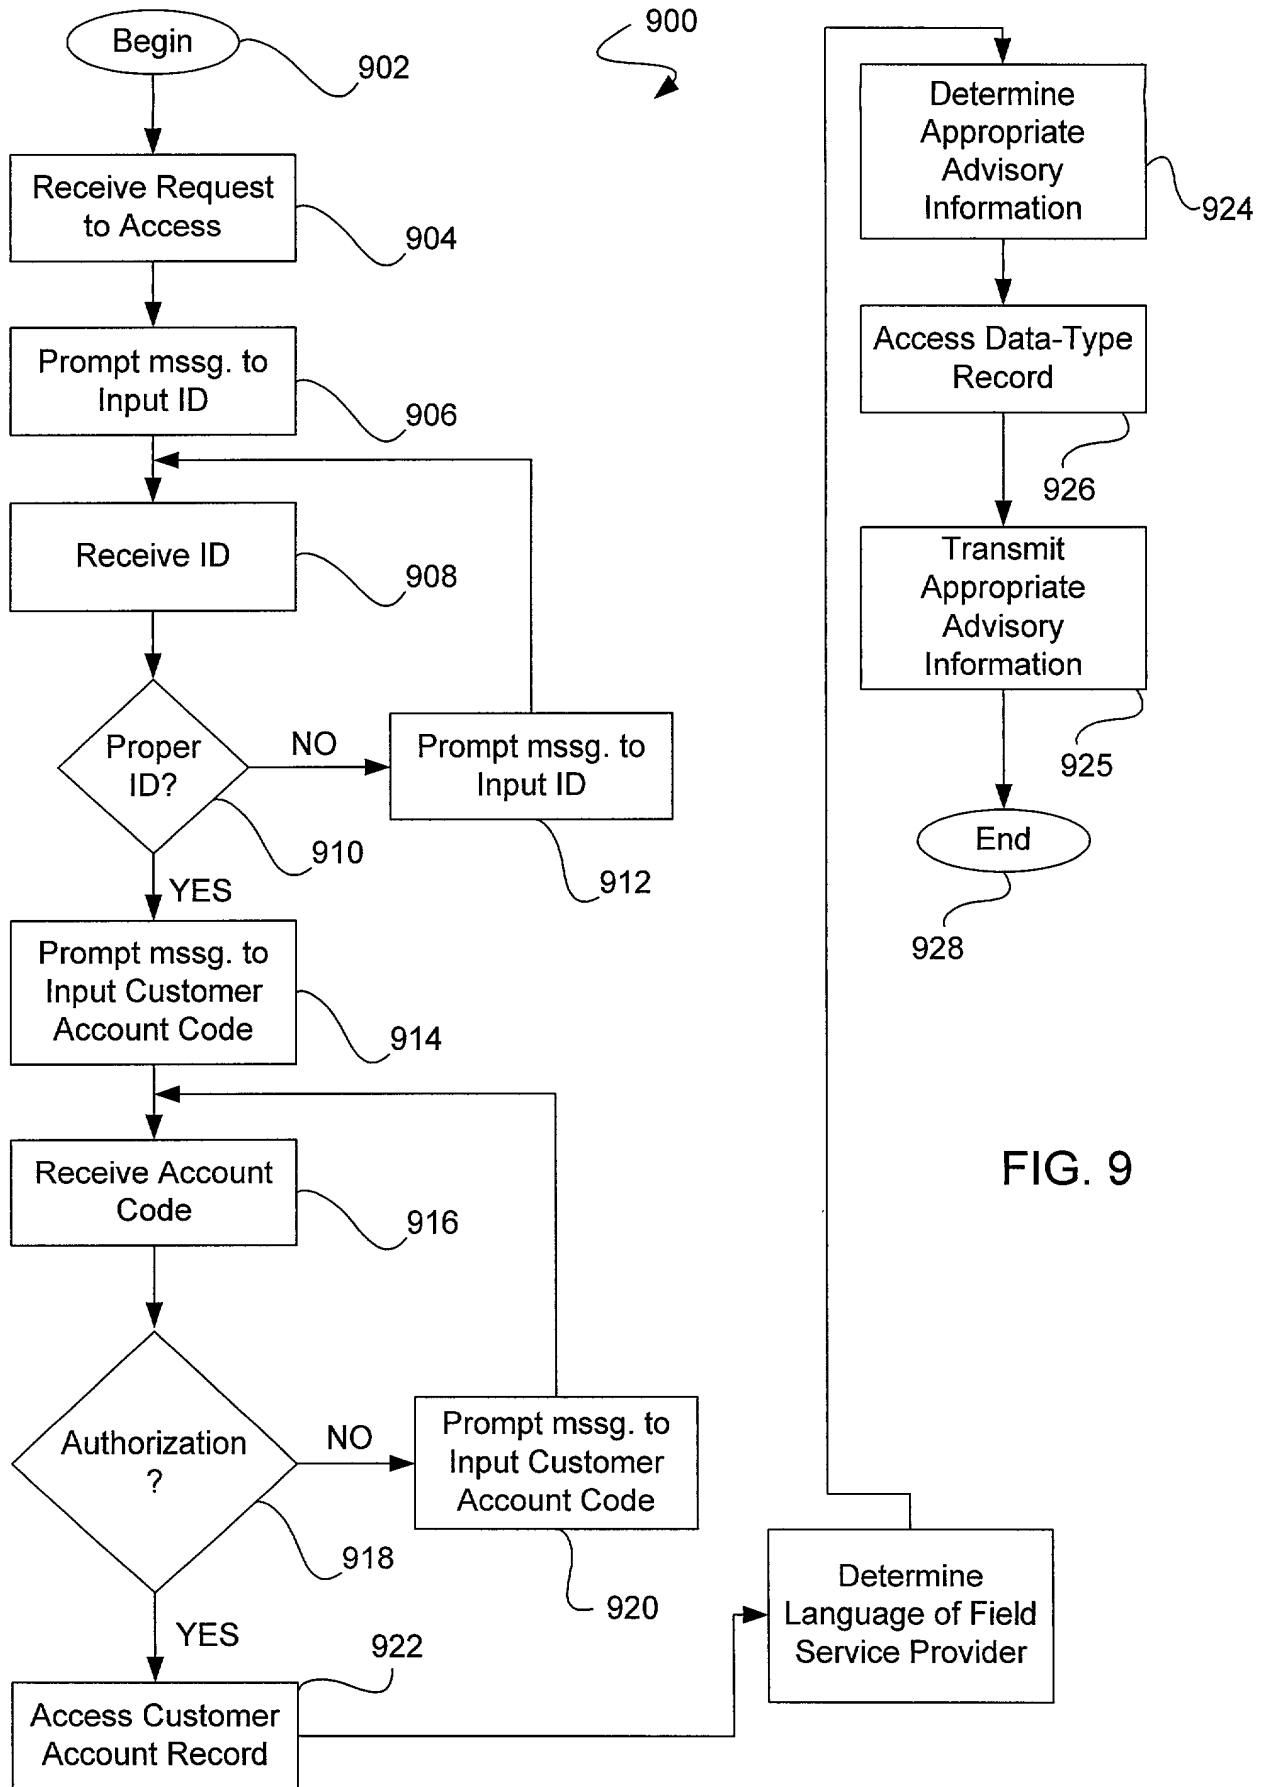 Begin
902
900
Receive Request
to Access
904
Prompt mssg. to
Input ID
906
Receive ID
908
Proper
ID?
NO
910
Prompt mssg. to
Input ID
912
YES
Prompt mssg. to
Input Customer
Account Code
914
Receive Account
Code
916
Authorization
?
NO
918
Prompt mssg. to
Input Customer
Account Code
920
YES
922
Access Customer
Account Record
Determine
Language of Field
Service Provider
Determine
Appropriate
Advisory
Information
924
Access Data-Type
Record
926
Transmit
Appropriate
Advisory
Information
925
End
928
FIG. 9